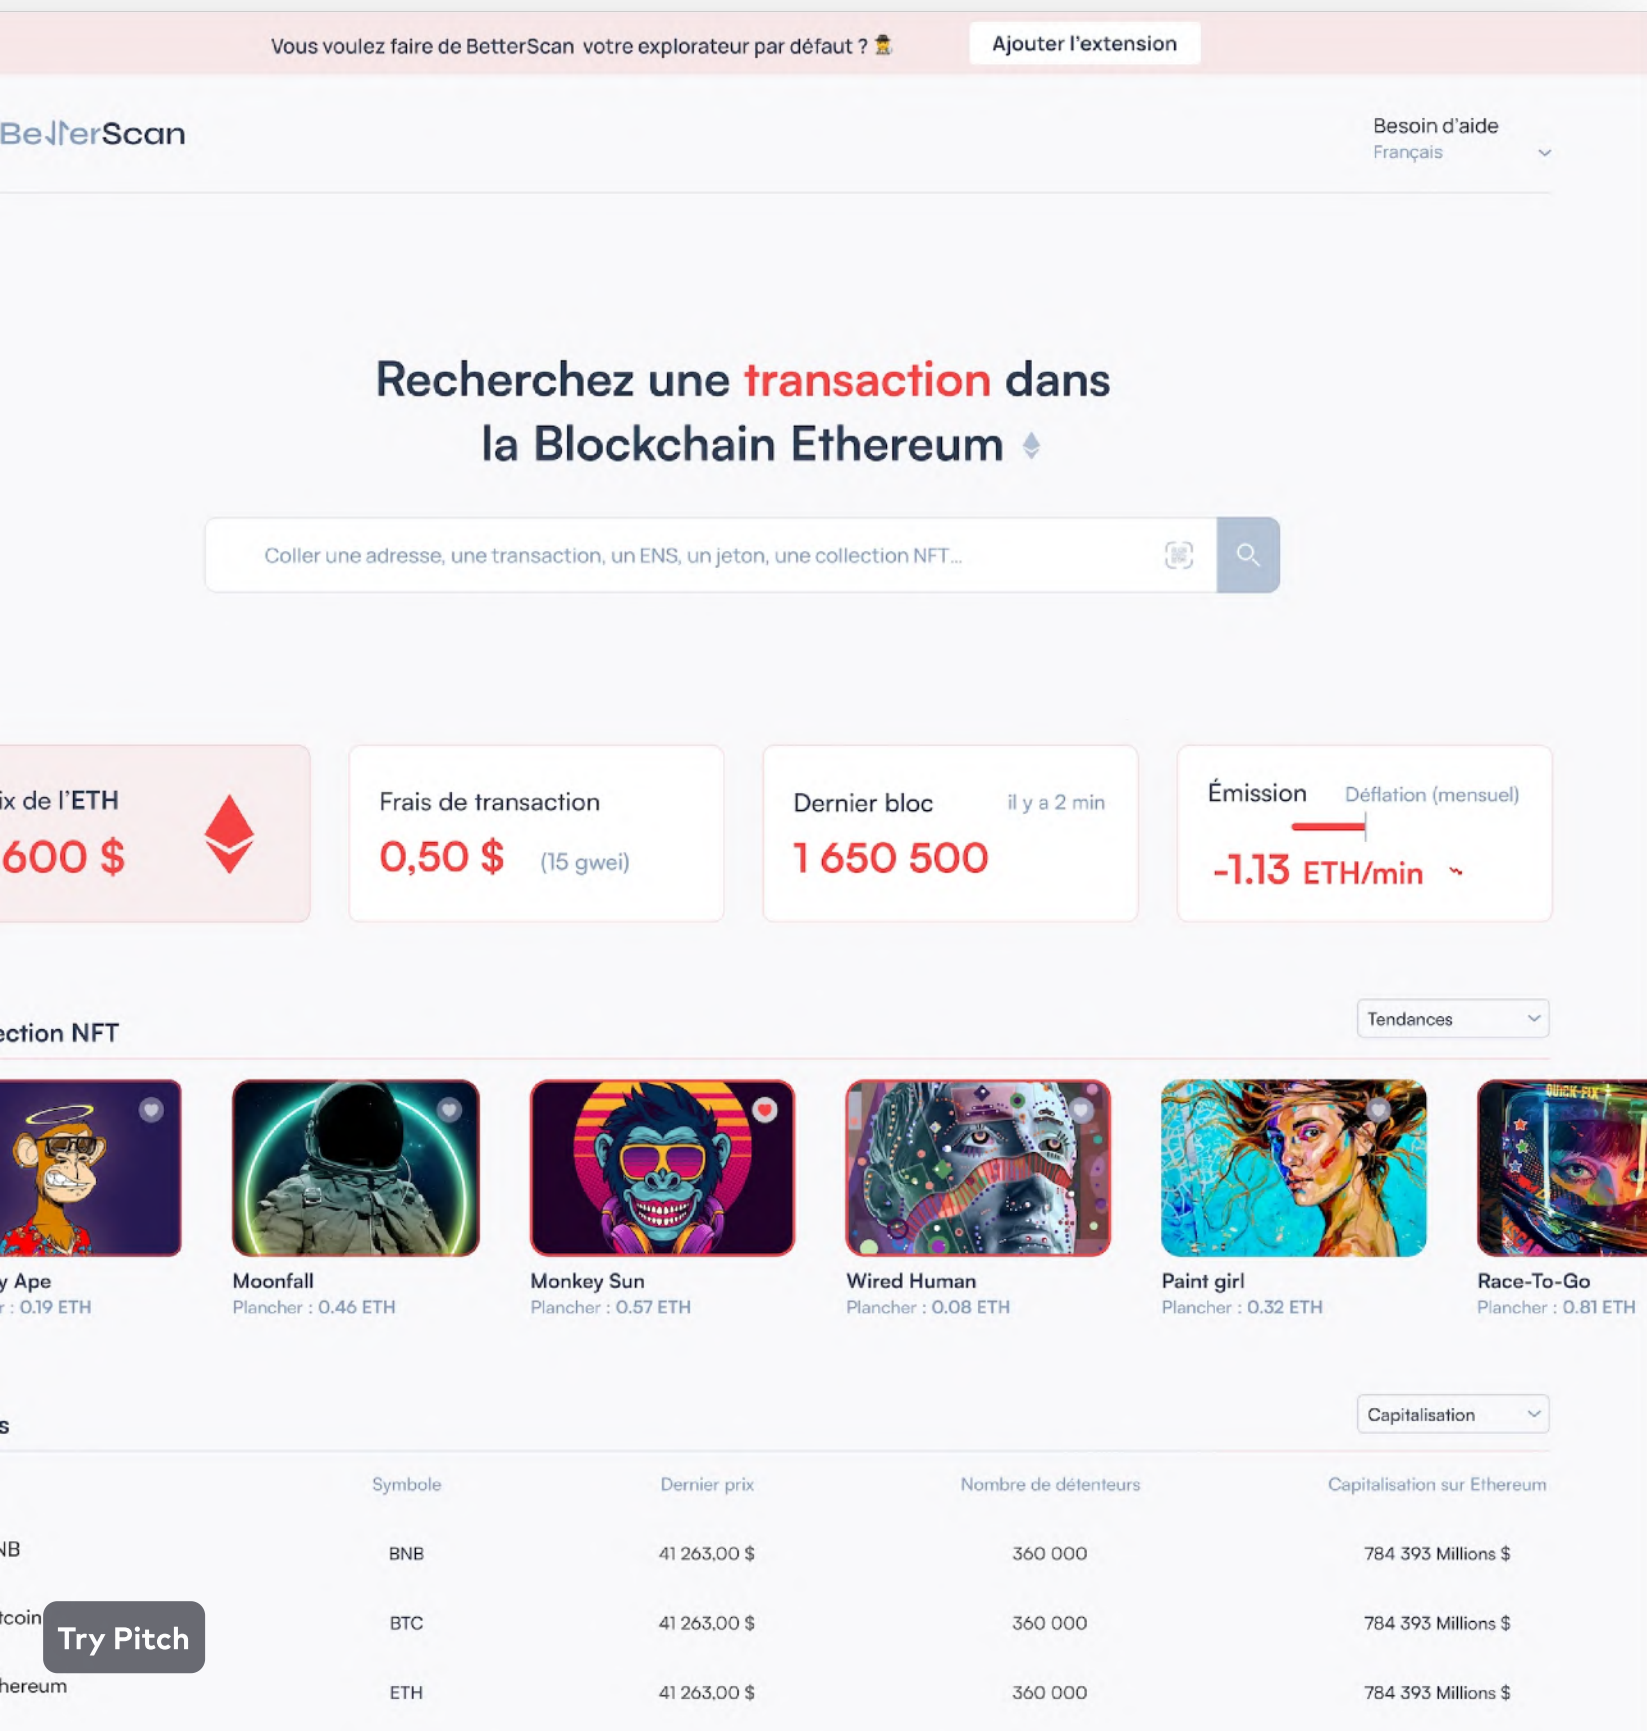 Vous voulez faire de BetterScan votre explorateur par défaut ?
Ajouter l'extension
BetterScan
Besoin d'aide
Français
Recherchez une transaction dans
la Blockchain Ethereum
Coller une adresse, une transaction, un ENS, un jeton, une collection NFT...
ix de l'ETH
600 $
Frais de transaction
0,50 $ (15 gwei)
Dernier bloc il y a 2 min
1 650 500
Émission Déflation (mensuel)
-1.13 ETH/min
ection NFT
Tendances
QUICK-FIX
y Ape
r : 0.19 ETH
Moonfall
Plancher : 0.46 ETH
Monkey Sun
Plancher : 0.57 ETH
Wired Human
Plancher : 0.08 ETH
Paint girl
Plancher : 0.32 ETH
Race-To-Go
Plancher : 0.81 ETH
s
Capitalisation
Symbole Dernier prix Nombre de détenteurs Capitalisation sur Ethereum
NB BNB 41 263,00 $ 360 000 784 393 Millions $
tcoin BTC 41 263,00 $ 360 000 784 393 Millions $
Try Pitch
hereum ETH 41 263,00 $ 360 000 784 393 Millions $